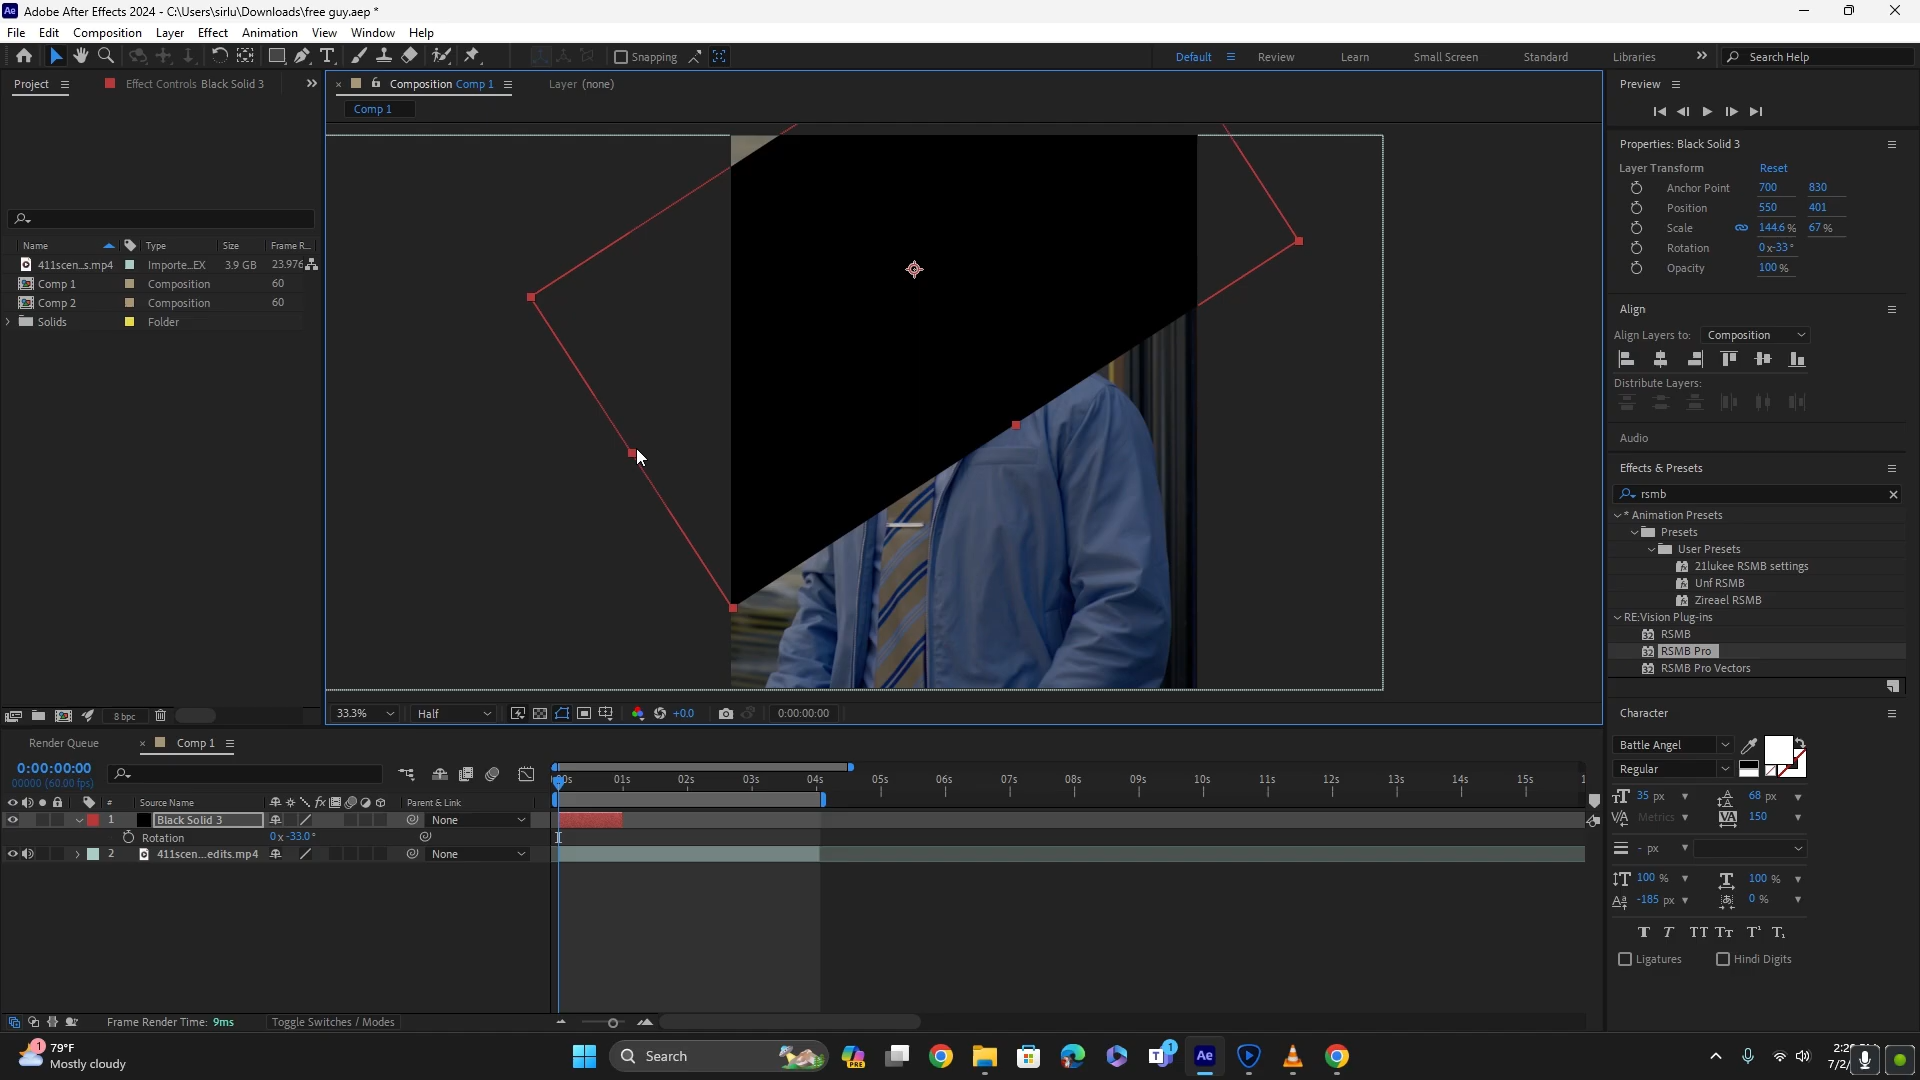 Adobe After Effects 2024 - C:\Users\sirlu\Downloads\free guy.aep *
File Edit Composition Layer Effect Animation View Window Help
Snapping
Default Review Learn Small Screen Standard Libraries Search Help
Project Effect Controls Black Solid 3 Composition Comp 1 Layer (none)
Comp 1
Name Type Size Frame R...
411scen...s.mp4 Importe...EX 3.9 GB 23.976
Comp 1 Composition 60
Comp 2 Composition 60
Solids Folder
8 bpc
33.3% Half +0.0 0:00:00:00
Preview
Properties: Black Solid 3
Layer Transform Reset
Anchor Point 700 830
Position 550 401
Scale 144.6 % 67 %
Rotation 0x-33°
Opacity 100 %
Align
Align Layers to: Composition
Distribute Layers:
Audio
Effects & Presets
rsmb
* Animation Presets
Presets
User Presets
21lukee RSMB settings
Unf RSMB
Zireael RSMB
RE:Vision Plug-ins
RSMB
RSMB Pro
RSMB Pro Vectors
Character
Battle Angel
Regular
35 px 68 px
Metrics 150
- px
100 % 100 %
-185 px 0 %
Ligatures Hindi Digits
Render Queue Comp 1
0:00:00:00
00000 (60.00 fps)
00s 01s 02s 03s 04s 05s 06s 07s 08s 09s 10s 11s 12s 13s 14s 15s 1
# Source Name Parent & Link
1 Black Solid 3 None
Rotation 0x-33.0°
2 411scen...edits.mp4 None
Frame Render Time: 9ms Toggle Switches / Modes
1 79°F
Mostly cloudy
Search
PRE
1
Ae